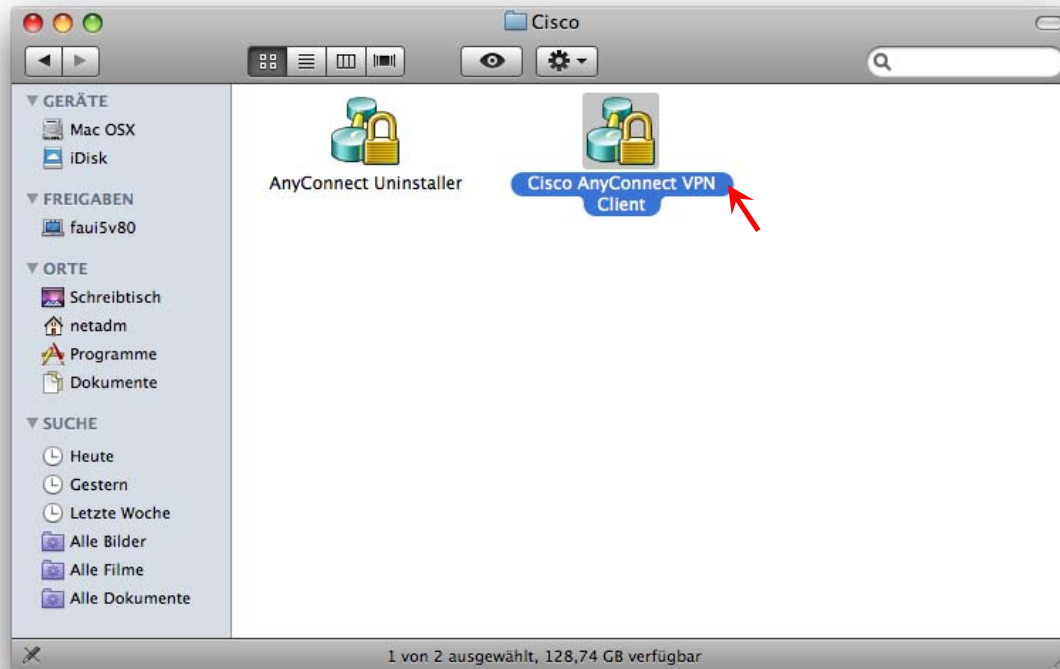 Cisco
GERÄTE
Mac OSX
iDisk
FREIGABEN
faui5v80
ORTE
Schreibtisch
netadm
Programme
Dokumente
SUCHE
Heute
Gestern
Letzte Woche
Alle Bilder
Alle Filme
Alle Dokumente
AnyConnect Uninstaller
Cisco AnyConnect VPN
Client
1 von 2 ausgewählt, 128,74 GB verfügbar